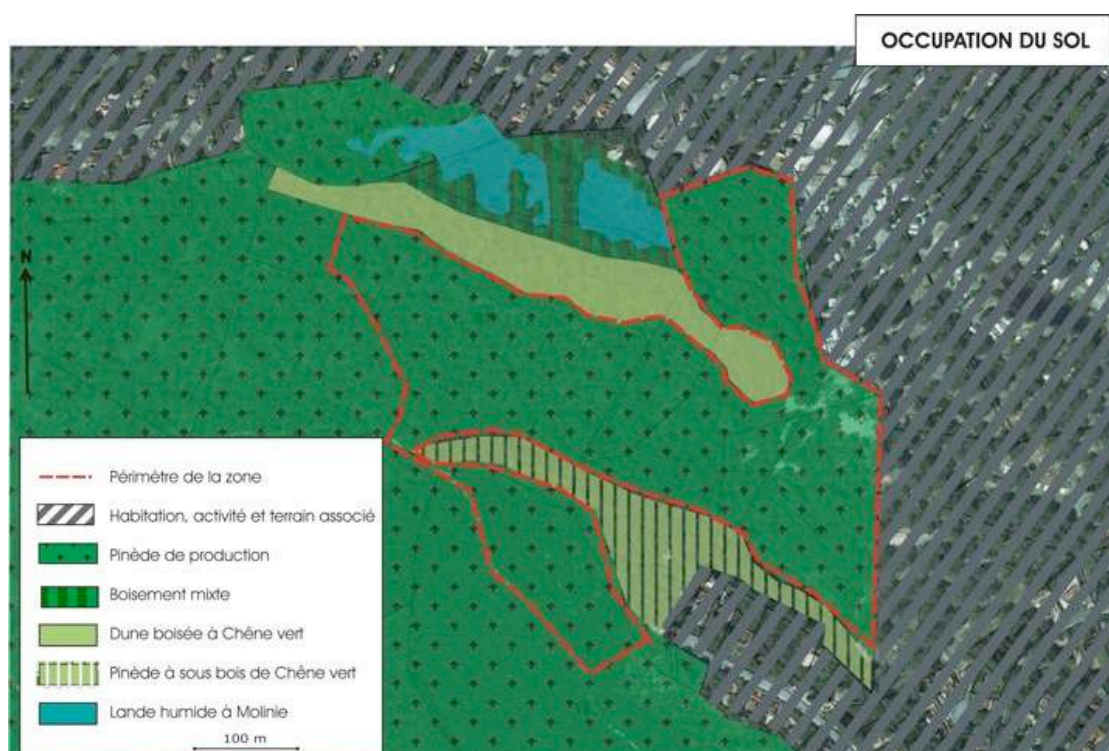 OCCUPATION DU SOL
N
Périmètre de la zone
Habitation, activité et terrain associé
Pinède de production
Boisement mixte
Dune boisée à Chêne vert
Pinède à sous bois de Chêne vert
Lande humide à Molinie
100 m